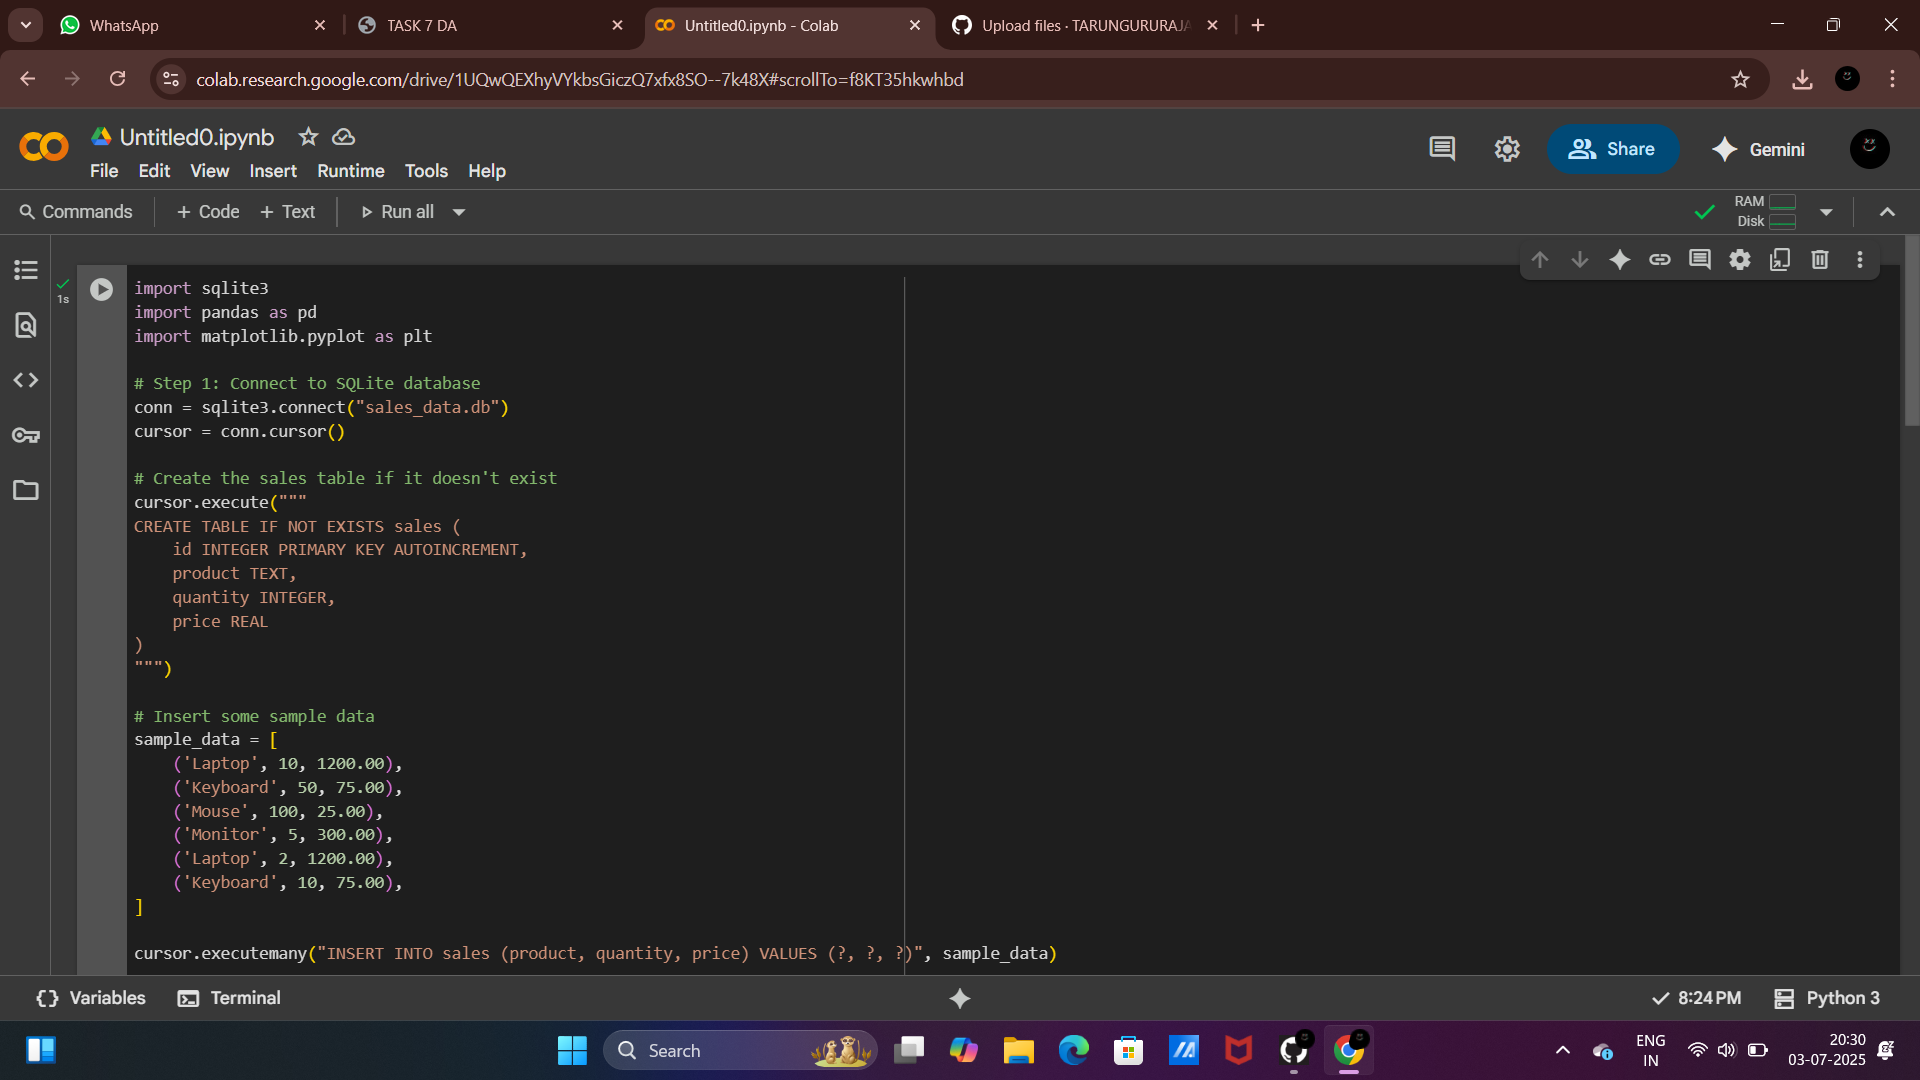 WhatsApp
TASK 7 DA
Untitled0.ipynb - Colab
Upload files · TARUNGURURAJA
colab.research.google.com/drive/1UQwQEXhyVYkbsGiczQ7xfx8SO--7k48X#scrollTo=f8KT35hkwhbd
Untitled0.ipynb
File Edit View Insert Runtime Tools Help
Share
Gemini
Commands + Code + Text Run all
RAM
Disk
1s
import sqlite3
import pandas as pd
import matplotlib.pyplot as plt
# Step 1: Connect to SQLite database
conn = sqlite3.connect("sales_data.db")
cursor = conn.cursor()
# Create the sales table if it doesn't exist
cursor.execute("""
CREATE TABLE IF NOT EXISTS sales (
    id INTEGER PRIMARY KEY AUTOINCREMENT,
    product TEXT,
    quantity INTEGER,
    price REAL
)
""")
# Insert some sample data
sample_data = [
    ('Laptop', 10, 1200.00),
    ('Keyboard', 50, 75.00),
    ('Mouse', 100, 25.00),
    ('Monitor', 5, 300.00),
    ('Laptop', 2, 1200.00),
    ('Keyboard', 10, 75.00),
]
cursor.executemany("INSERT INTO sales (product, quantity, price) VALUES (?, ?, ?)", sample_data)
Variables Terminal
8:24 PM Python 3
Search
ENG
IN
20:30
03-07-2025